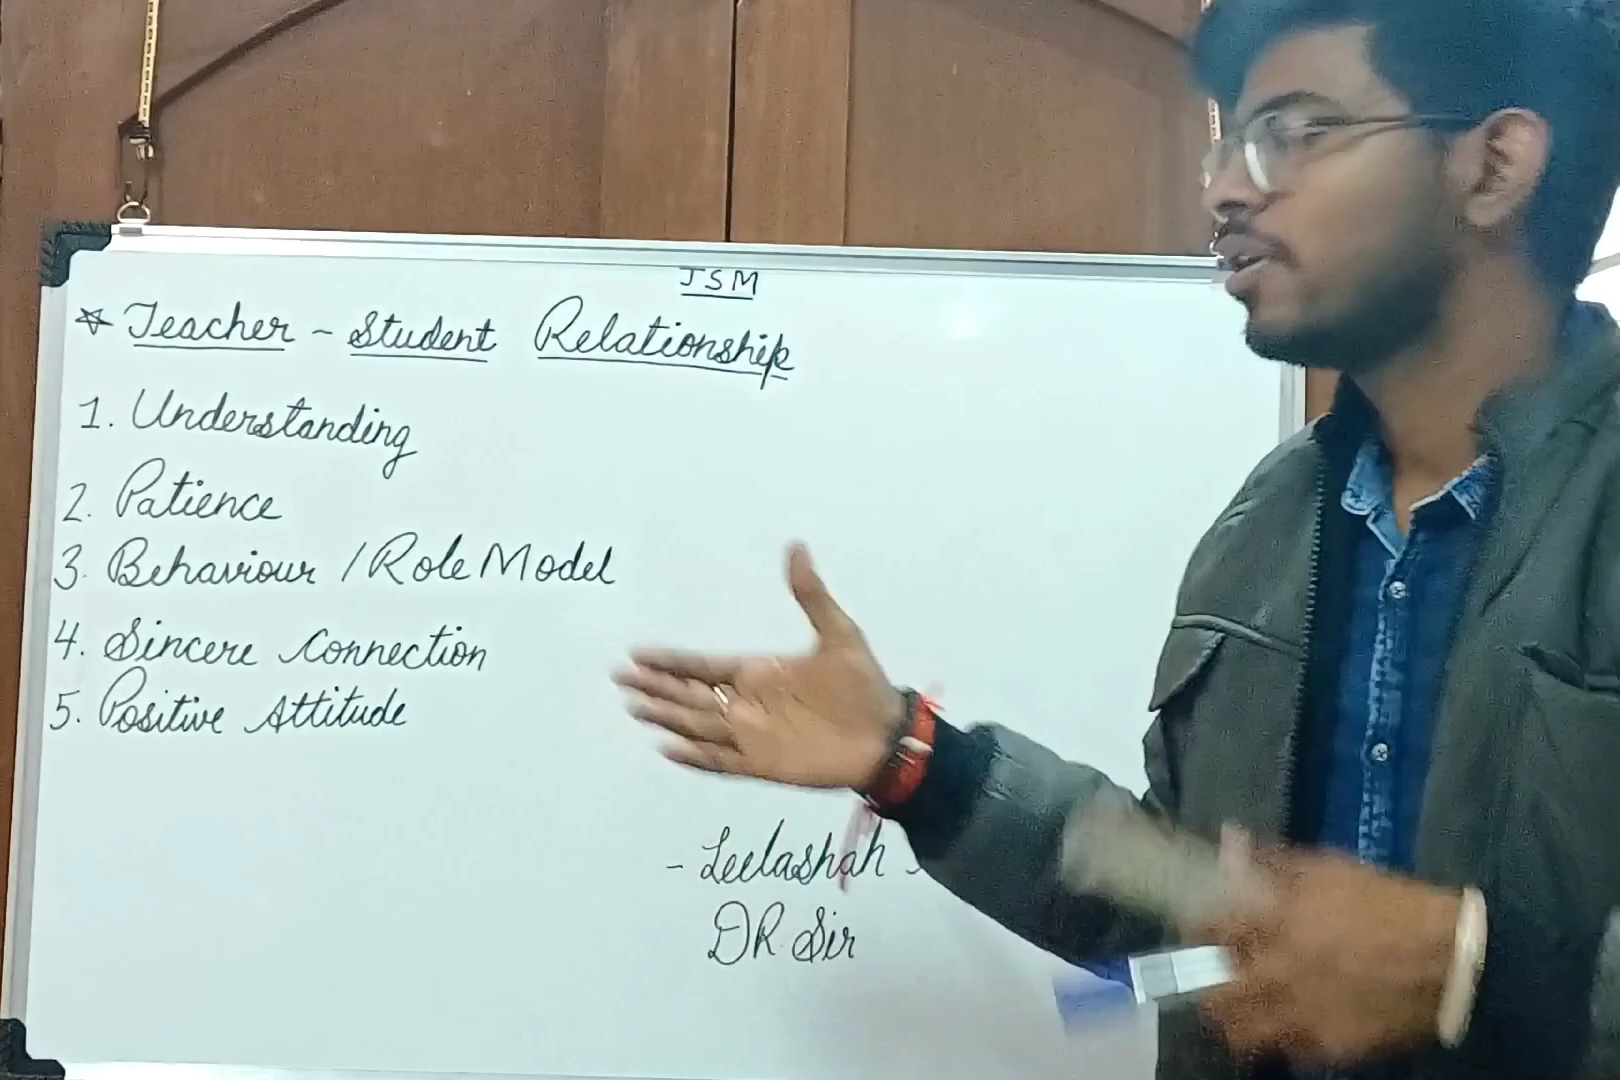 JSM
☆ Teacher - Student Relationship
1. Understanding
2. Patience
3. Behaviour / Role Model
4. Sincere Connection
5. Positive Attitude
- Leelashah
DR Sir